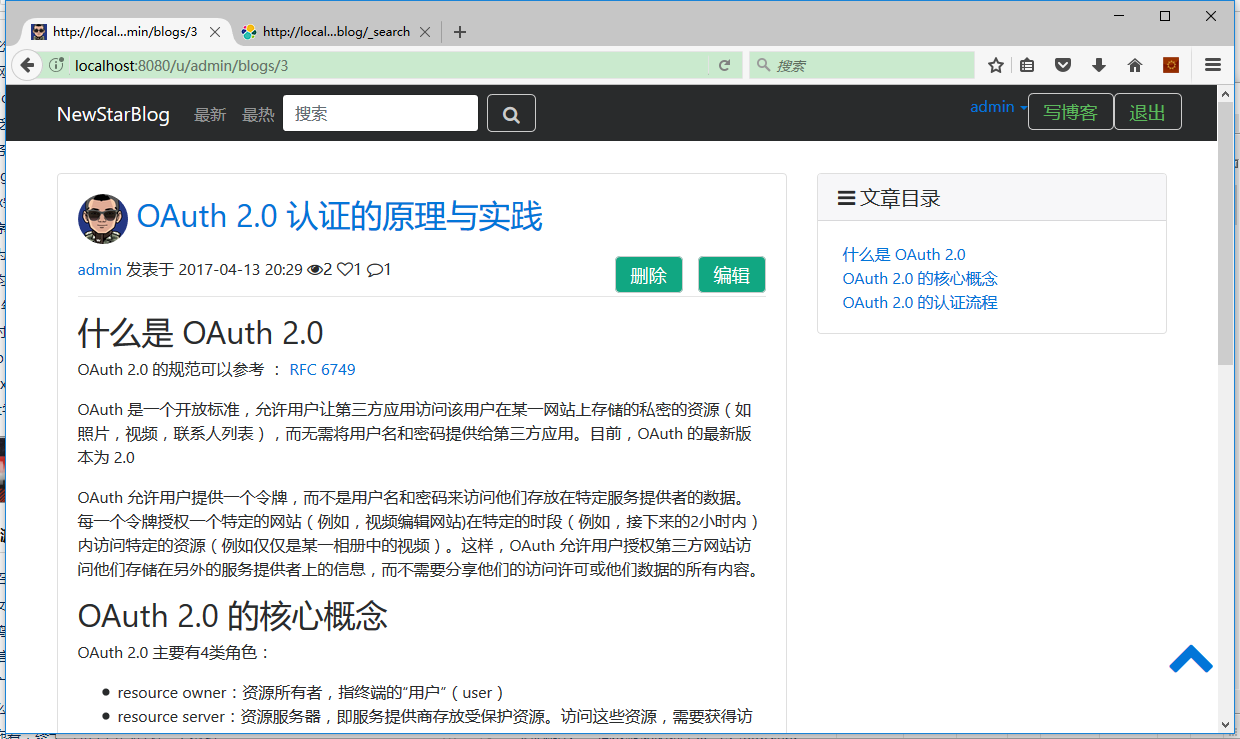 http://local...min/blogs/3
http://local...blog/_search
localhost:8080/u/admin/blogs/3
搜索
NewStarBlog 最新 最热 搜索 admin 写博客 退出
OAuth 2.0 认证的原理与实践
admin 发表于 2017-04-13 20:29 2 1 1
删除 编辑
什么是 OAuth 2.0
OAuth 2.0 的规范可以参考 ： RFC 6749
OAuth 是一个开放标准，允许用户让第三方应用访问该用户在某一网站上存储的私密的资源（如
照片，视频，联系人列表），而无需将用户名和密码提供给第三方应用。目前，OAuth 的最新版
本为 2.0
OAuth 允许用户提供一个令牌，而不是用户名和密码来访问他们存放在特定服务提供者的数据。
每一个令牌授权一个特定的网站（例如，视频编辑网站)在特定的时段（例如，接下来的2小时内）
内访问特定的资源（例如仅仅是某一相册中的视频）。这样，OAuth 允许用户授权第三方网站访
问他们存储在另外的服务提供者上的信息，而不需要分享他们的访问许可或他们数据的所有内容。
OAuth 2.0 的核心概念
OAuth 2.0 主要有4类角色：
resource owner：资源所有者，指终端的“用户”（user）
resource server：资源服务器，即服务提供商存放受保护资源。访问这些资源，需要获得访
文章目录
什么是 OAuth 2.0
OAuth 2.0 的核心概念
OAuth 2.0 的认证流程